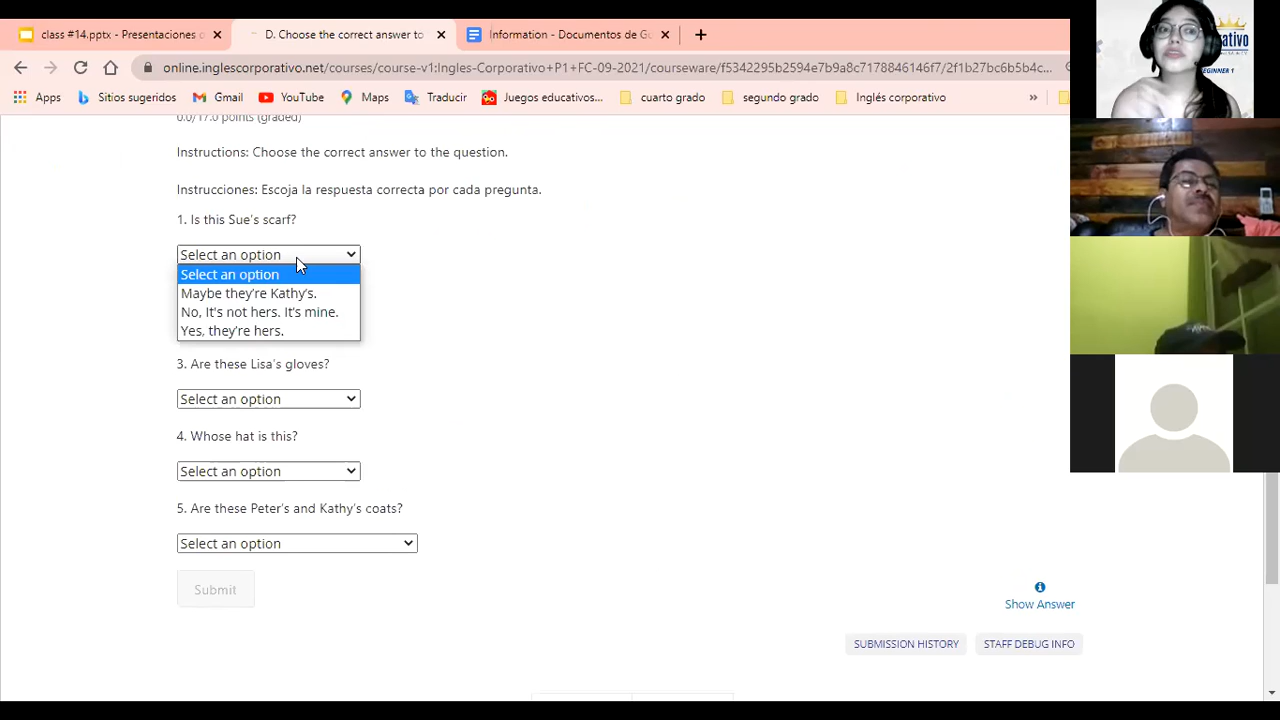 class #14.pptx - Presentaciones
D. Choose the correct answer to
Information - Documentos de Gu
online.inglescorporativo.net/courses/course-v1:Ingles-Corporativo+P1+FC-09-2021/courseware/f5342295b2594e7b9a8c7178846146f7/2f1b27bc6b5b4c...
Apps
Sitios sugeridos
Gmail
YouTube
Maps
Traducir
Juegos educativos...
cuarto grado
segundo grado
Inglés corporativo
»
0.0/17.0 points (graded)
Instructions: Choose the correct answer to the question.
Instrucciones: Escoja la respuesta correcta por cada pregunta.
1. Is this Sue's scarf?
Select an option
Select an option
Maybe they're Kathy's.
No, It's not hers. It's mine.
Yes, they're hers.
3. Are these Lisa's gloves?
Select an option
4. Whose hat is this?
Select an option
5. Are these Peter's and Kathy's coats?
Select an option
Submit
Show Answer
SUBMISSION HISTORY
STAFF DEBUG INFO